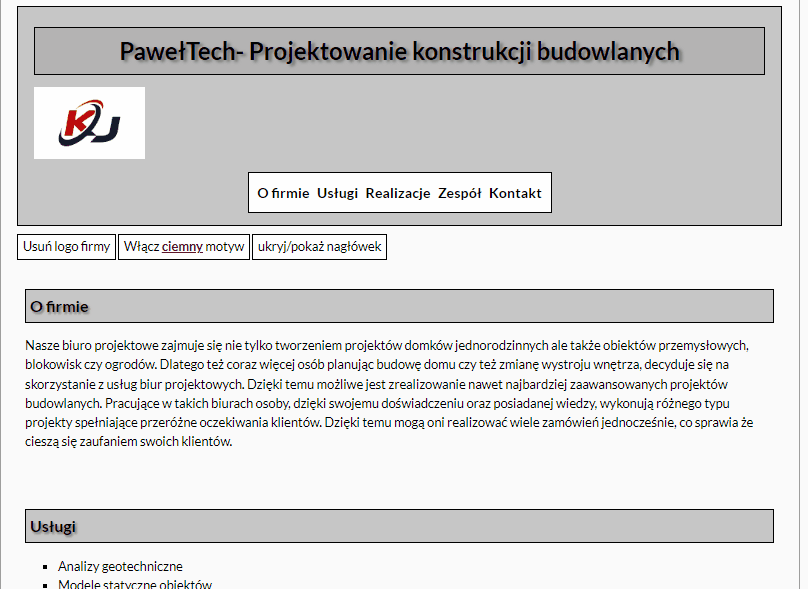 PawełTech- Projektowanie konstrukcji budowlanych
KJ
O firmie Usługi Realizacje Zespół Kontakt
Usuń logo firmy Włącz ciemny motyw ukryj/pokaż nagłówek
O firmie
Nasze biuro projektowe zajmuje się nie tylko tworzeniem projektów domków jednorodzinnych ale także obiektów przemysłowych,
blokowisk czy ogrodów. Dlatego też coraz więcej osób planując budowę domu czy też zmianę wystroju wnętrza, decyduje się na
skorzystanie z usług biur projektowych. Dzięki temu możliwe jest zrealizowanie nawet najbardziej zaawansowanych projektów
budowlanych. Pracujące w takich biurach osoby, dzięki swojemu doświadczeniu oraz posiadanej wiedzy, wykonują różnego typu
projekty spełniające przeróżne oczekiwania klientów. Dzięki temu mogą oni realizować wiele zamówień jednocześnie, co sprawia że
cieszą się zaufaniem swoich klientów.
Usługi
Analizy geotechniczne
Modele statyczne obiektów